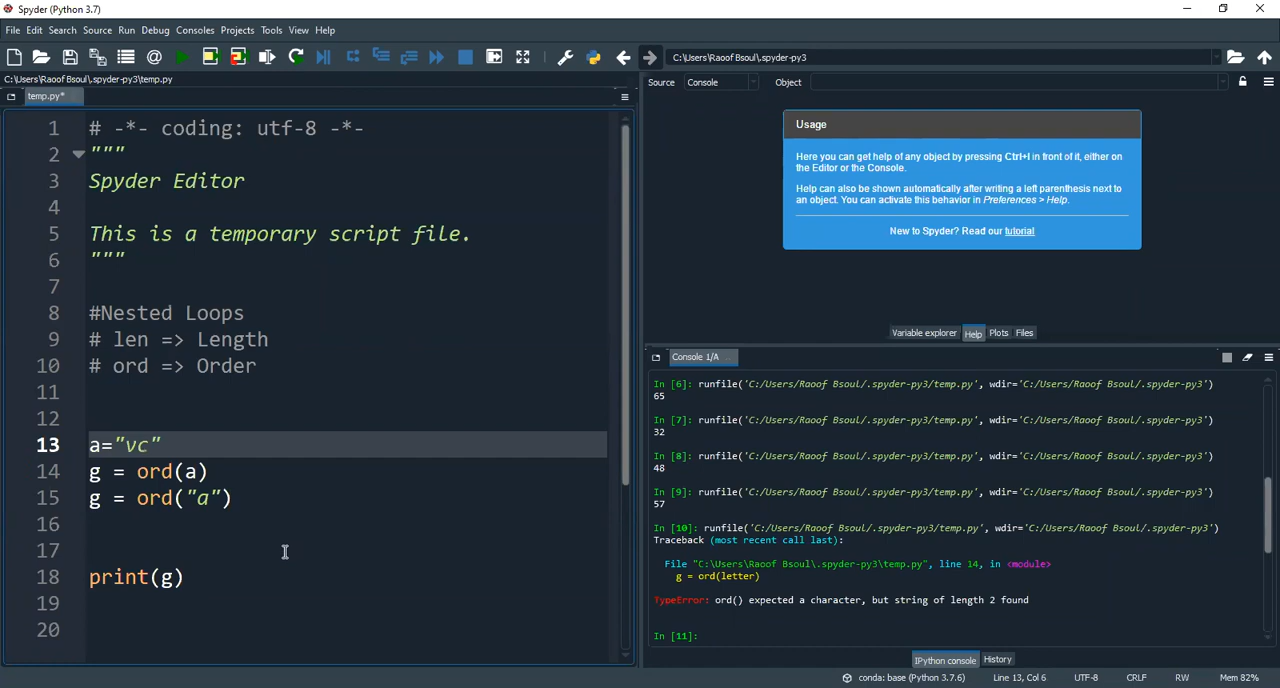 Spyder (Python 3.7)
File Edit Search Source Run Debug Consoles Projects Tools View Help
C:\Users\Raoof Bsoul\.spyder-py3
C:\Users\Raoof Bsoul\.spyder-py3\temp.py
temp.py*
1 # -*- coding: utf-8 -*-
2 """
3 Spyder Editor
4
5 This is a temporary script file.
6 """
7
8 #Nested Loops
9 # len => Length
10 # ord => Order
11
12
13 a="vc"
14 g = ord(a)
15 g = ord("a")
16
17
18 print(g)
19
20
Source Console Object
Usage
Here you can get help of any object by pressing Ctrl+I in front of it, either on
the Editor or the Console.
Help can also be shown automatically after writing a left parenthesis next to
an object. You can activate this behavior in Preferences > Help.
New to Spyder? Read our tutorial
Variable explorer Help Plots Files
Console 1/A
In [6]: runfile('C:/Users/Raoof Bsoul/.spyder-py3/temp.py', wdir='C:/Users/Raoof Bsoul/.spyder-py3')
65
In [7]: runfile('C:/Users/Raoof Bsoul/.spyder-py3/temp.py', wdir='C:/Users/Raoof Bsoul/.spyder-py3')
32
In [8]: runfile('C:/Users/Raoof Bsoul/.spyder-py3/temp.py', wdir='C:/Users/Raoof Bsoul/.spyder-py3')
48
In [9]: runfile('C:/Users/Raoof Bsoul/.spyder-py3/temp.py', wdir='C:/Users/Raoof Bsoul/.spyder-py3')
57
In [10]: runfile('C:/Users/Raoof Bsoul/.spyder-py3/temp.py', wdir='C:/Users/Raoof Bsoul/.spyder-py3')
Traceback (most recent call last):
File "C:\Users\Raoof Bsoul\.spyder-py3\temp.py", line 14, in <module>
g = ord(letter)
TypeError: ord() expected a character, but string of length 2 found
In [11]:
IPython console History
conda: base (Python 3.7.6) Line 13, Col 6 UTF-8 CRLF RW Mem 82%